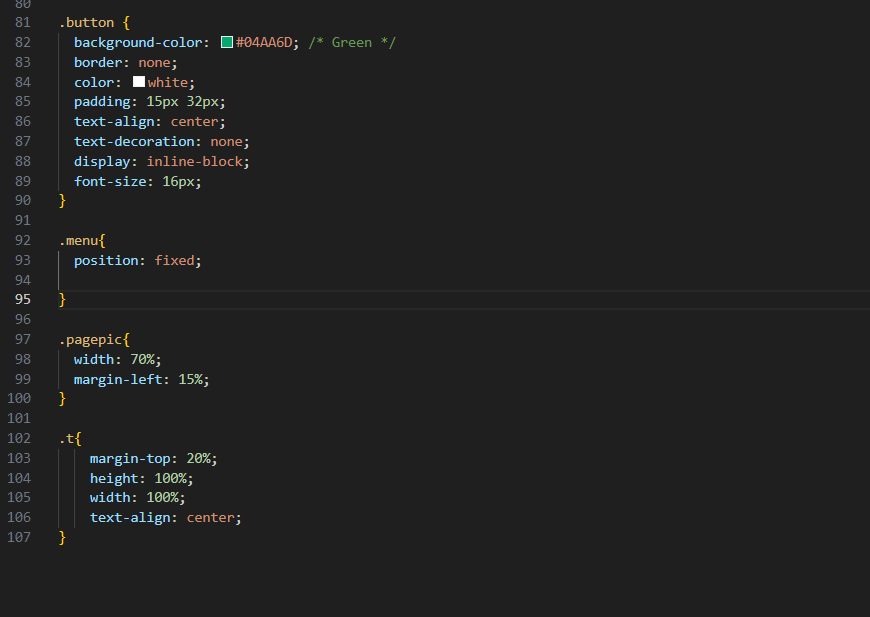 80
81 .button {
82 background-color: #04AA6D; /* Green */
83 border: none;
84 color: white;
85 padding: 15px 32px;
86 text-align: center;
87 text-decoration: none;
88 display: inline-block;
89 font-size: 16px;
90 }
91
92 .menu{
93 position: fixed;
94
95 }
96
97 .pagepic{
98 width: 70%;
99 margin-left: 15%;
100 }
101
102 .t{
103 margin-top: 20%;
104 height: 100%;
105 width: 100%;
106 text-align: center;
107 }